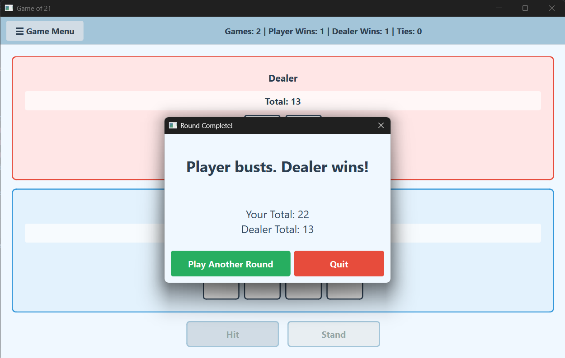 Game of 21
☰ Game Menu
Games: 2 | Player Wins: 1 | Dealer Wins: 1 | Ties: 0
Dealer
Total: 13
Round Complete!
Player busts. Dealer wins!
Your Total: 22
Dealer Total: 13
Play Another Round
Quit
Hit
Stand